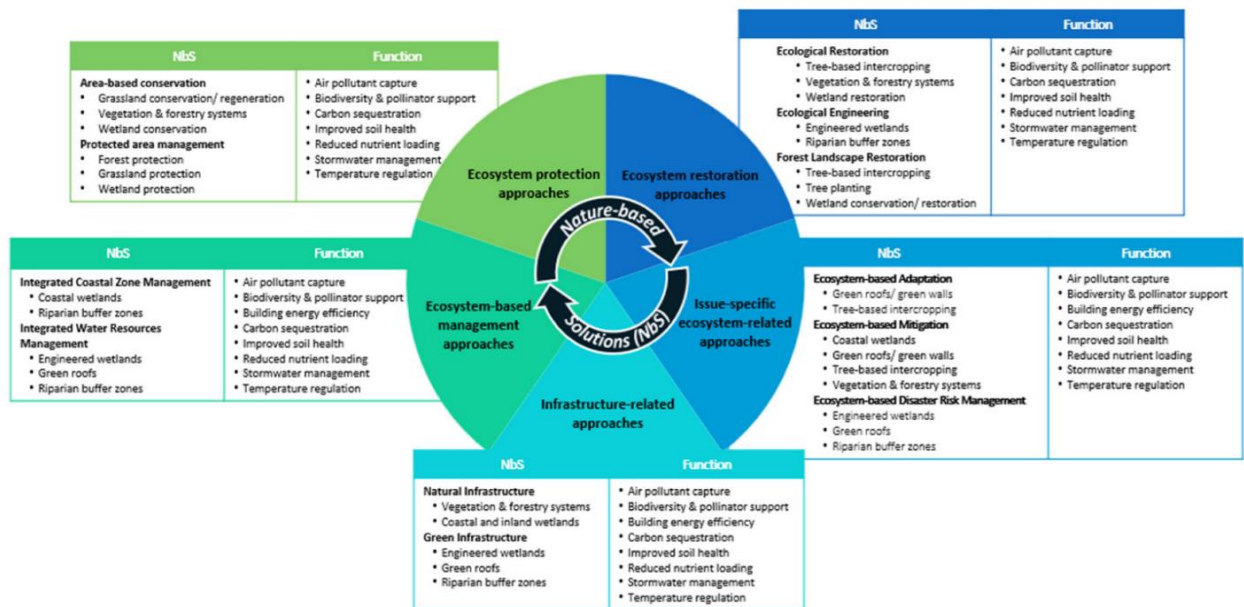 NbS
Function
Area-based conservation
• Grassland conservation/ regeneration
• Vegetation & forestry systems
• Wetland conservation
Protected area management
• Forest protection
• Grassland protection
• Wetland protection
• Air pollutant capture
• Biodiversity & pollinator support
• Carbon sequestration
• Improved soil health
• Reduced nutrient loading
• Stormwater management
• Temperature regulation
NbS
Function
Ecological Restoration
• Tree-based intercropping
• Vegetation & forestry systems
• Wetland restoration
Ecological Engineering
• Engineered wetlands
• Riparian buffer zones
Forest Landscape Restoration
• Tree-based intercropping
• Tree planting
• Wetland conservation/ restoration
• Air pollutant capture
• Biodiversity & pollinator support
• Carbon sequestration
• Improved soil health
• Reduced nutrient loading
• Stormwater management
• Temperature regulation
Ecosystem protection
approaches
Ecosystem restoration
approaches
Nature-based
Solutions (NbS)
Ecosystem-based
management
approaches
Issue-specific
ecosystem-related
approaches
Infrastructure-related
approaches
NbS
Function
Integrated Coastal Zone Management
• Coastal wetlands
• Riparian buffer zones
Integrated Water Resources
Management
• Engineered wetlands
• Green roofs
• Riparian buffer zones
• Air pollutant capture
• Biodiversity & pollinator support
• Building energy efficiency
• Carbon sequestration
• Improved soil health
• Reduced nutrient loading
• Stormwater management
• Temperature regulation
NbS
Function
Ecosystem-based Adaptation
• Green roofs/ green walls
• Tree-based intercropping
Ecosystem-based Mitigation
• Coastal wetlands
• Green roofs/ green walls
• Tree-based intercropping
• Vegetation & forestry systems
Ecosystem-based Disaster Risk Management
• Engineered wetlands
• Green roofs
• Riparian buffer zones
• Air pollutant capture
• Biodiversity & pollinator support
• Building energy efficiency
• Carbon sequestration
• Improved soil health
• Reduced nutrient loading
• Stormwater management
• Temperature regulation
NbS
Function
Natural Infrastructure
• Vegetation & forestry systems
• Coastal and inland wetlands
Green Infrastructure
• Engineered wetlands
• Green roofs
• Riparian buffer zones
• Air pollutant capture
• Biodiversity & pollinator support
• Building energy efficiency
• Carbon sequestration
• Improved soil health
• Reduced nutrient loading
• Stormwater management
• Temperature regulation